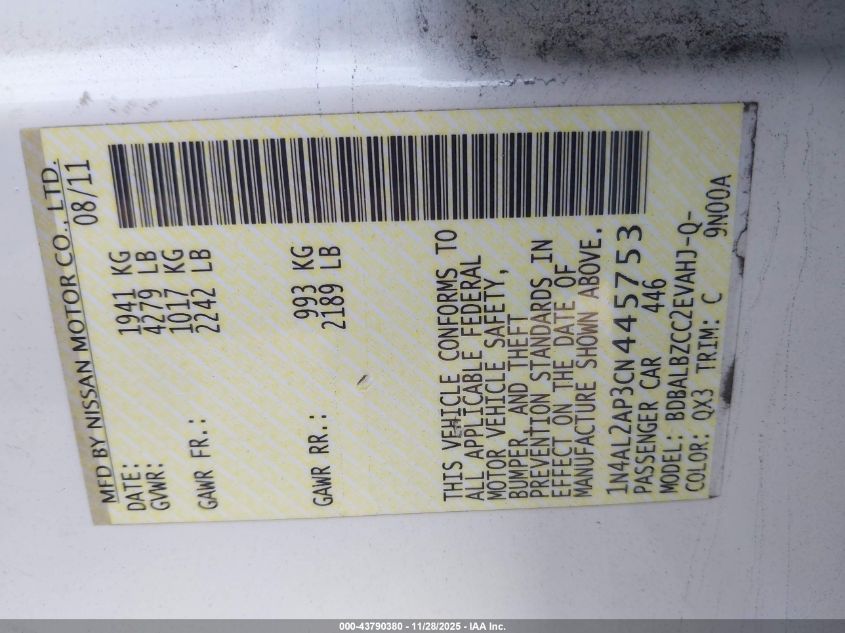 MFD BY NISSAN MOTOR CO., LTD.
DATE: 08/11
GVWR: 1941 KG
4279 LB
GAWR FR.: 1017 KG
2242 LB
GAWR RR.: 993 KG
2189 LB
THIS VEHICLE CONFORMS TO
ALL APPLICABLE FEDERAL
MOTOR VEHICLE SAFETY,
BUMPER, AND THEFT
PREVENTION STANDARDS IN
EFFECT ON THE DATE OF
MANUFACTURE SHOWN ABOVE.
1N4AL2AP3CN445753
PASSENGER CAR 446
MODEL: BDBALBZCC2EVAHJ-Q-
COLOR: QX3 TRIM: C 9N00A
000-43790380 - 11/28/2025 - IAA Inc.